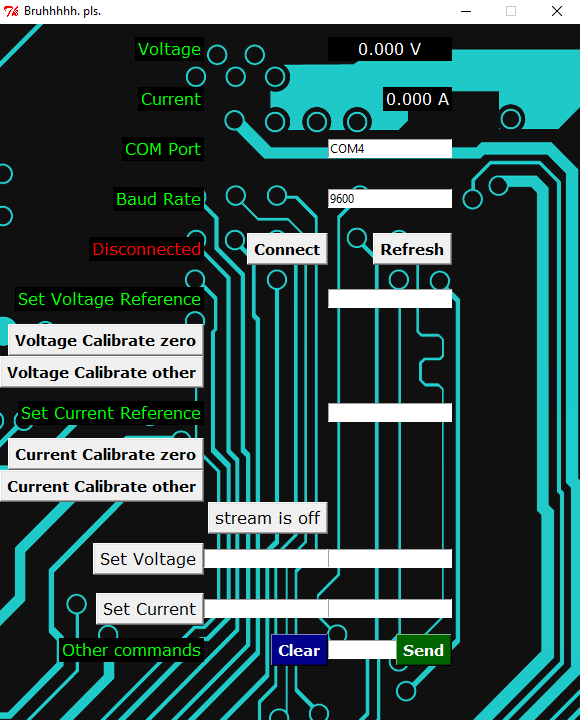 Bruhhhhh. pls.
Voltage 0.000 V
Current 0.000 A
COM Port COM4
Baud Rate 9600
Disconnected Connect Refresh
Set Voltage Reference
Voltage Calibrate zero
Voltage Calibrate other
Set Current Reference
Current Calibrate zero
Current Calibrate other
stream is off
Set Voltage
Set Current
Other commands Clear Send